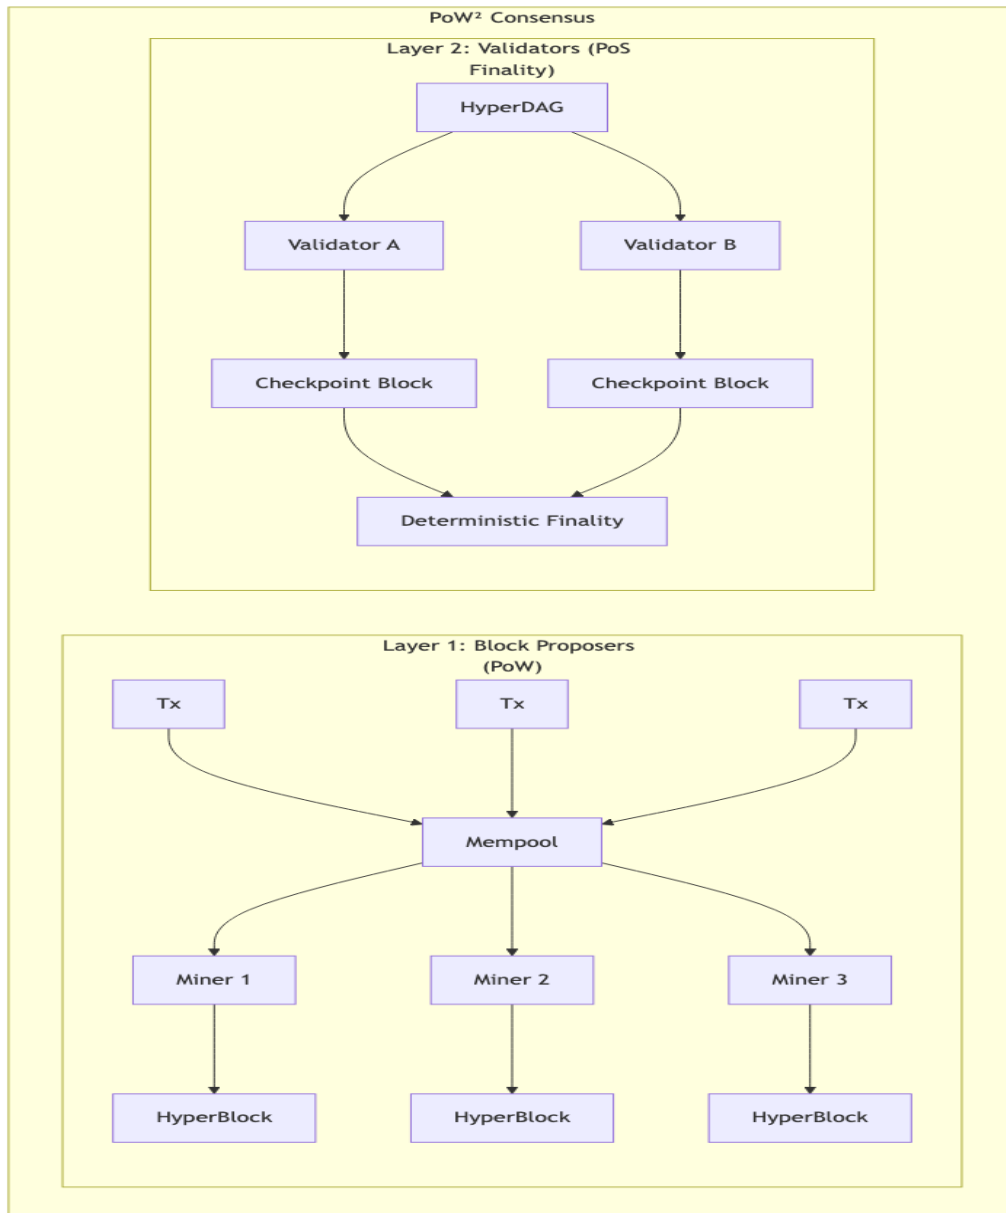 PoW² Consensus
Layer 2: Validators (PoS
Finality)
HyperDAG
Validator A
Validator B
Checkpoint Block
Checkpoint Block
Deterministic Finality
Layer 1: Block Proposers
(PoW)
Tx
Tx
Tx
Mempool
Miner 1
Miner 2
Miner 3
HyperBlock
HyperBlock
HyperBlock